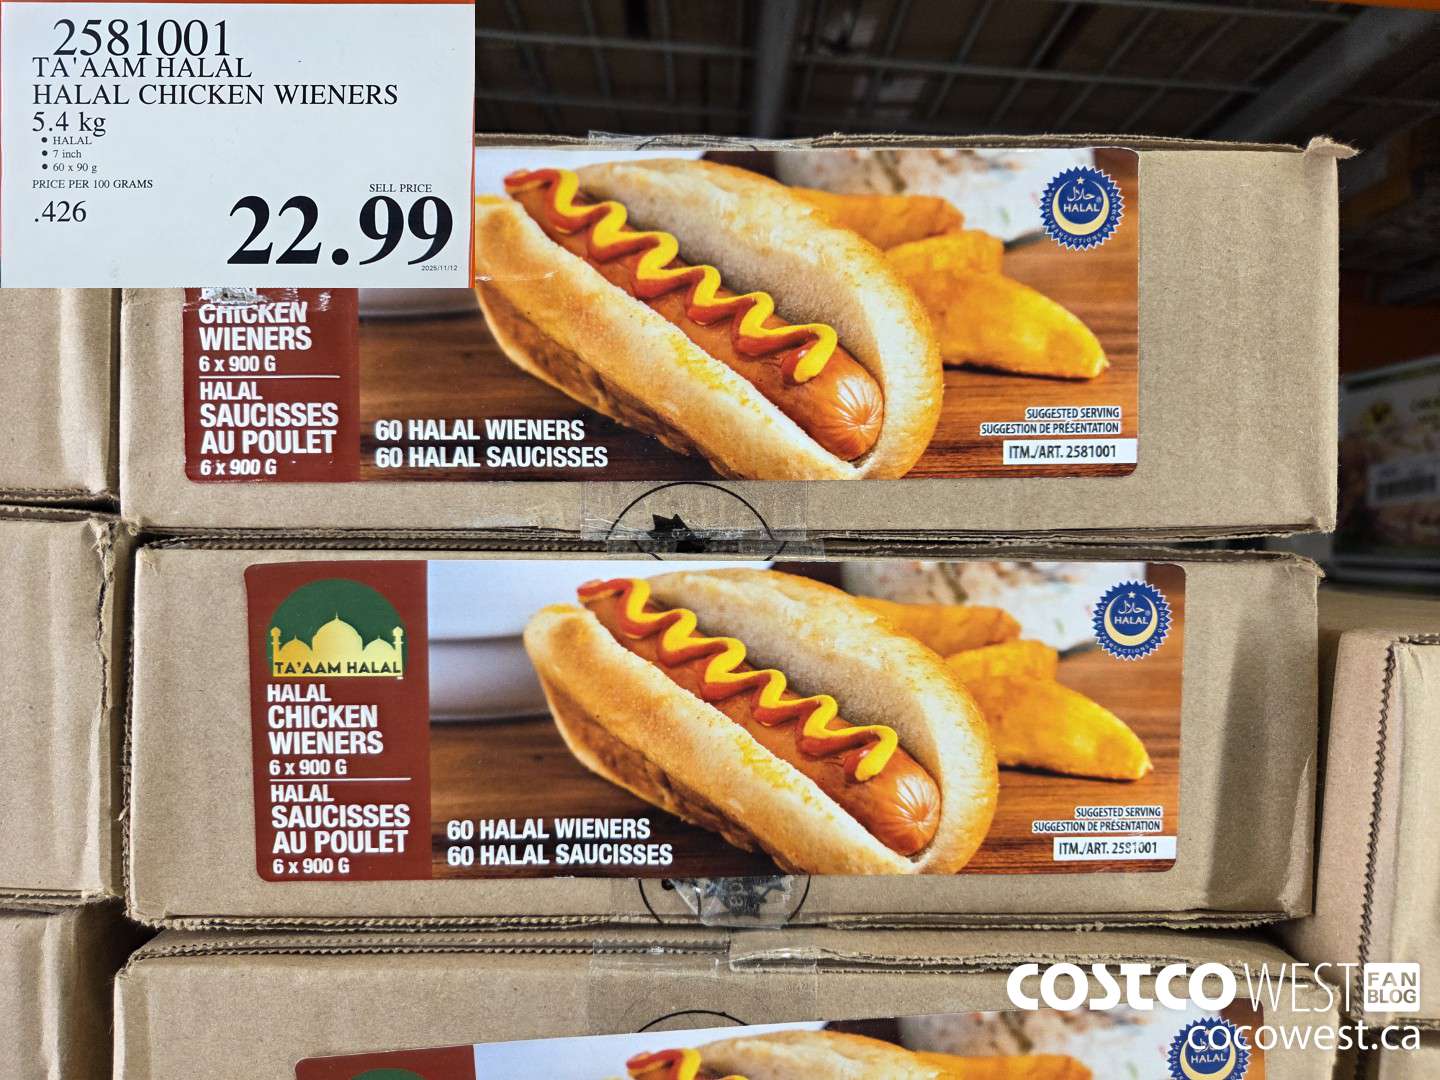 2581001
TA'AAM HALAL
HALAL CHICKEN WIENERS
5.4 kg
• HALAL
• 7 inch
• 60 x 90 g
PRICE PER 100 GRAMS
.426
SELL PRICE
22.99
2025/11/12
حلال
HALAL
CHICKEN
WIENERS
6 x 900 G
HALAL
SAUCISSES
AU POULET
6 x 900 G
60 HALAL WIENERS
60 HALAL SAUCISSES
SUGGESTED SERVING
SUGGESTION DE PRÉSENTATION
ITM./ART. 2581001
TA'AAM HALAL
HALAL
CHICKEN
WIENERS
6 x 900 G
HALAL
SAUCISSES
AU POULET
6 x 900 G
60 HALAL WIENERS
60 HALAL SAUCISSES
حلال
HALAL
SUGGESTED SERVING
SUGGESTION DE PRÉSENTATION
ITM./ART. 2581001
HALAL
COSTCO WEST FAN BLOG
cocowest.ca